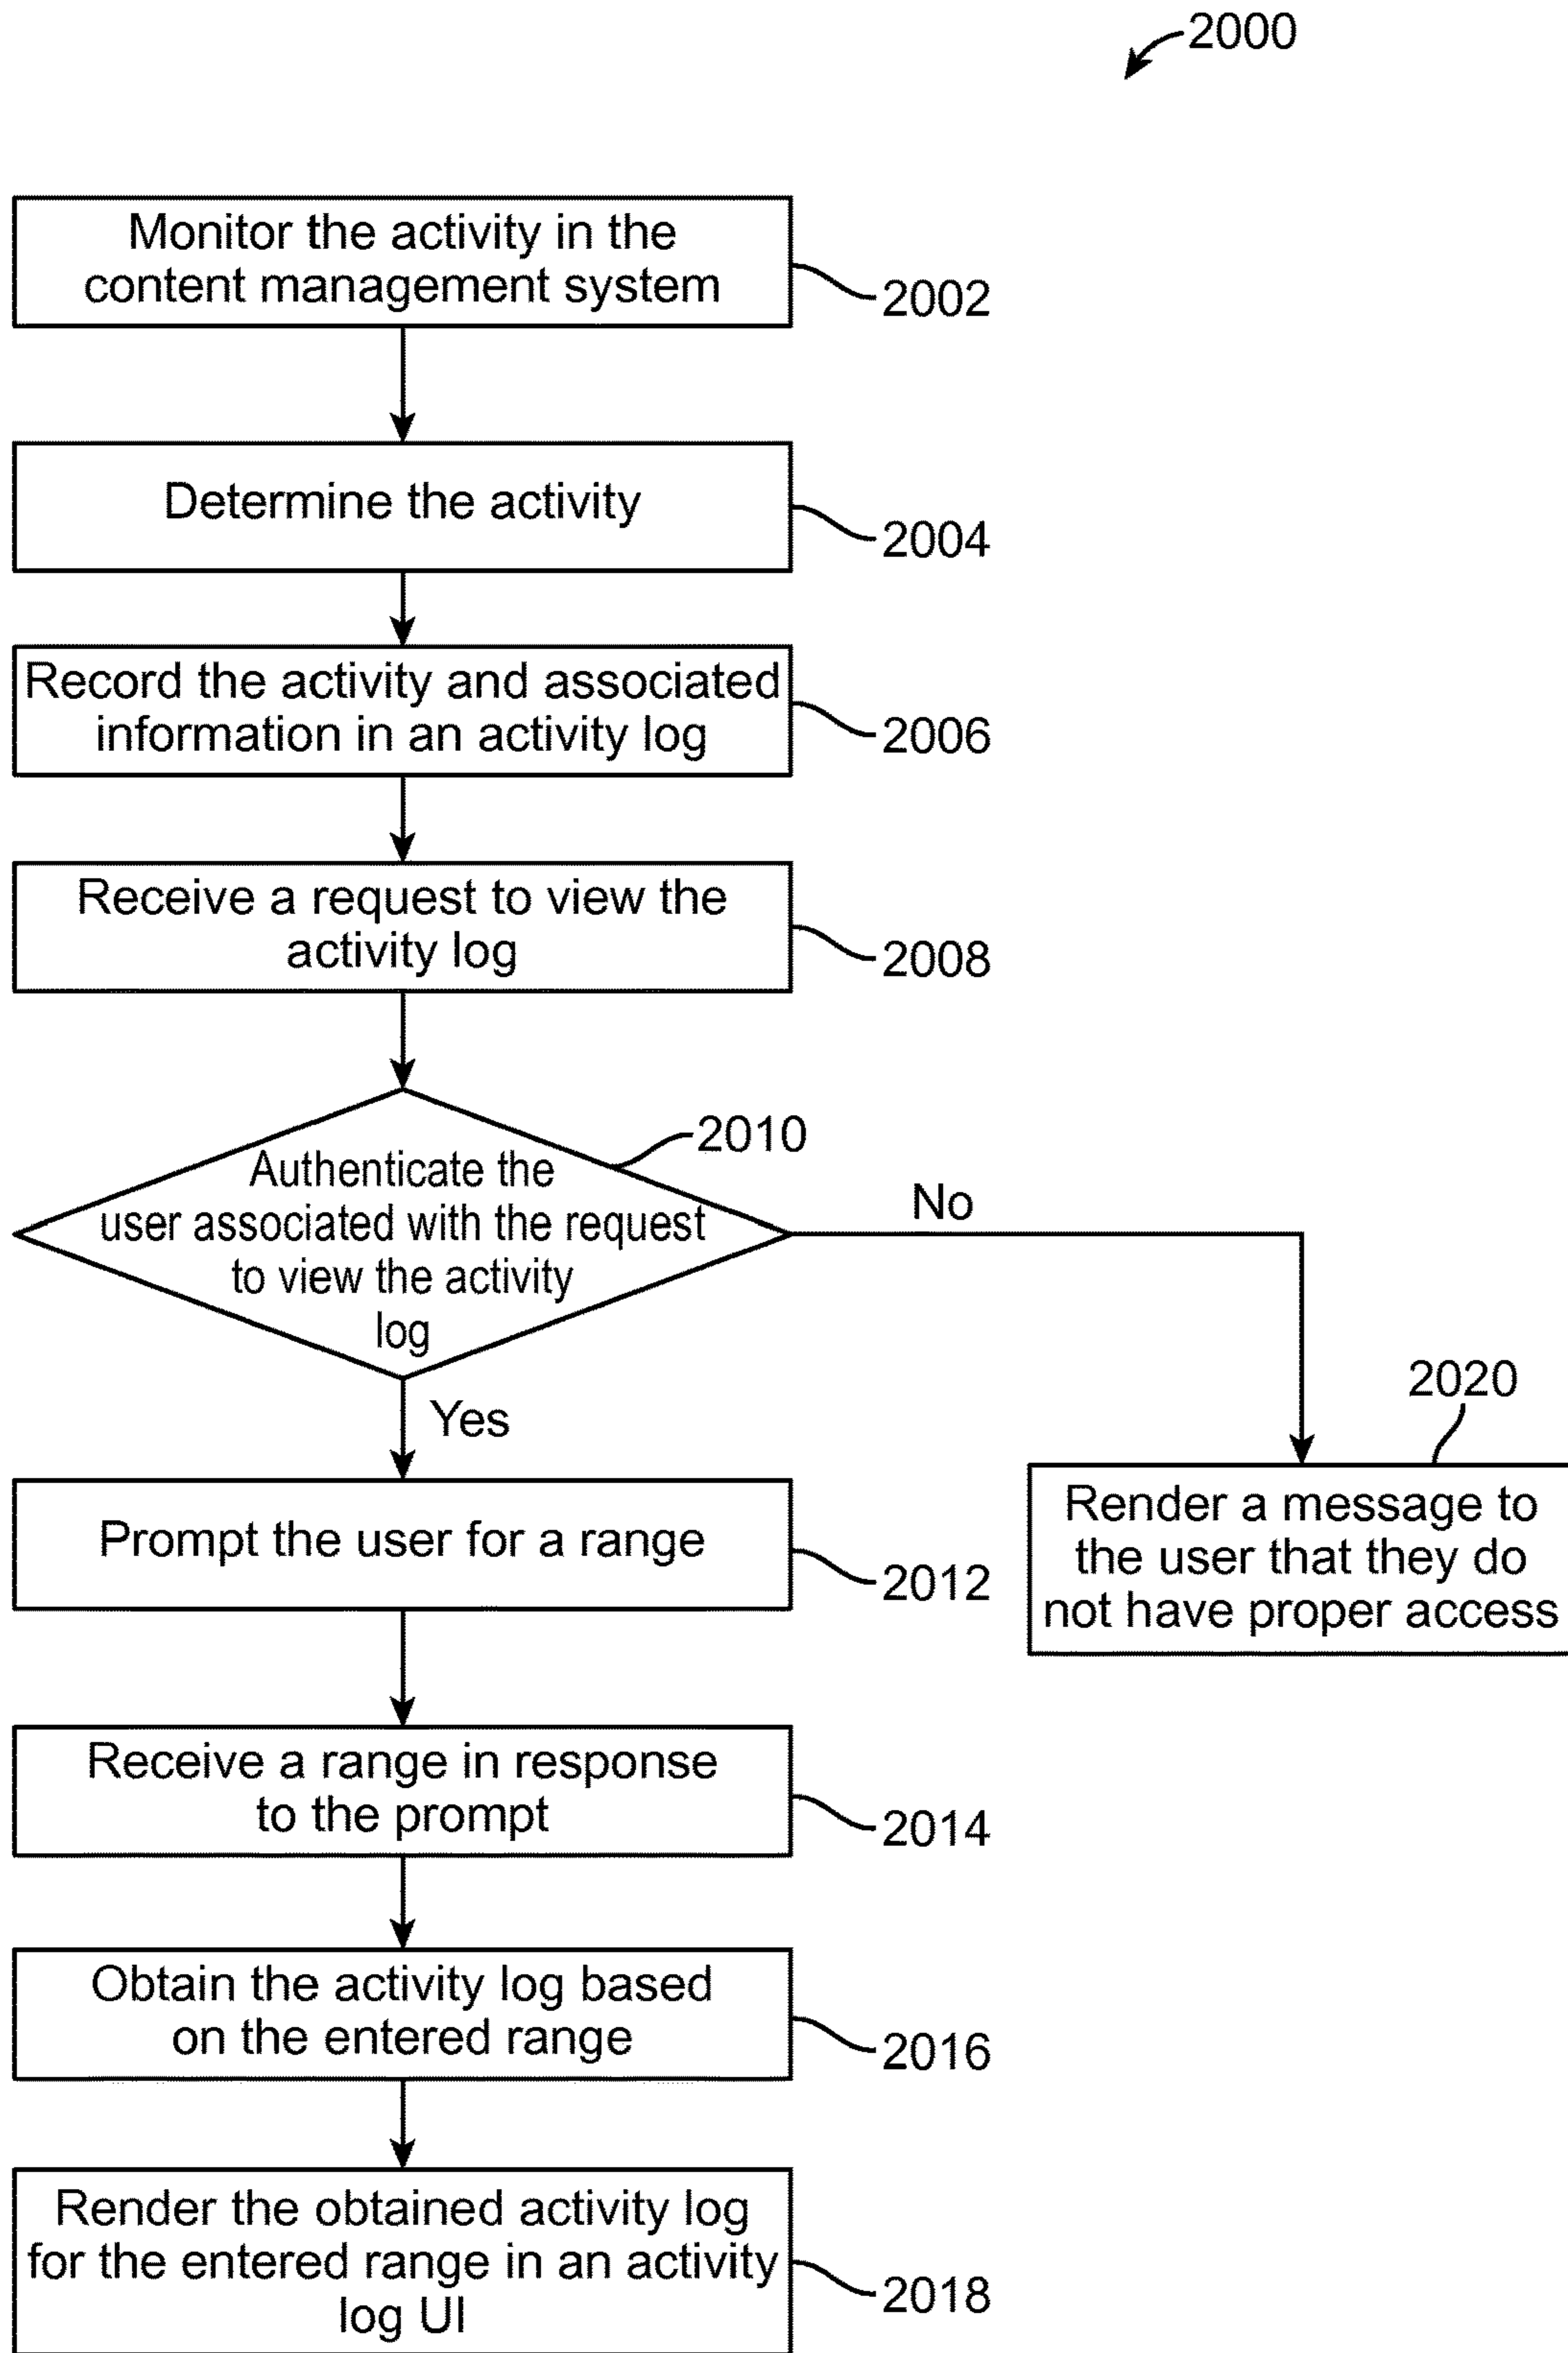 2000
Monitor the activity in the
content management system
2002
Determine the activity
2004
Record the activity and associated
information in an activity log
2006
Receive a request to view the
activity log
2008
2010
Authenticate the
user associated with the request
to view the activity
log
No
Yes
2020
Render a message to
the user that they do
not have proper access
Prompt the user for a range
2012
Receive a range in response
to the prompt
2014
Obtain the activity log based
on the entered range
2016
Render the obtained activity log
for the entered range in an activity
log UI
2018